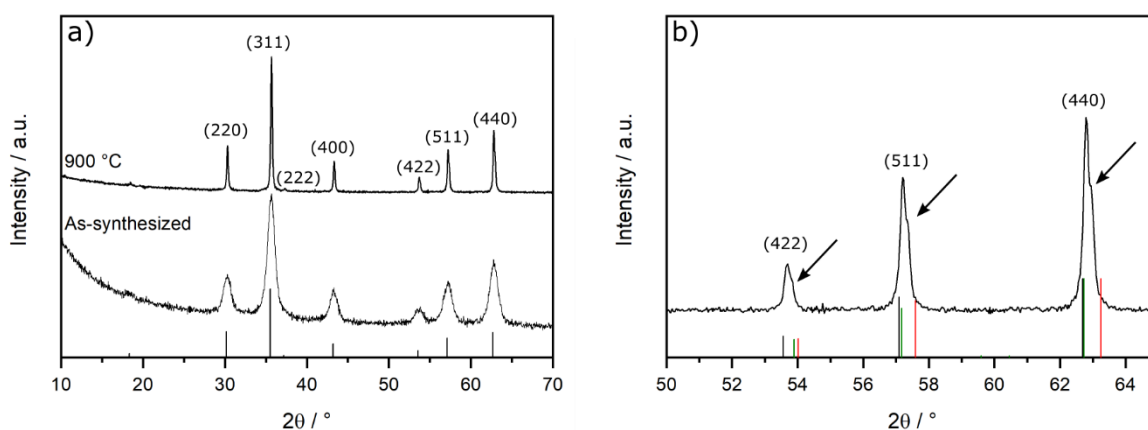 a)
(311)
(220)
(440)
(511)
(400)
900 °C
(422)
(222)
As-synthesized
Intensity / a.u.
10 20 30 40 50 60 70
2θ / °
b)
(440)
(511)
(422)
Intensity / a.u.
50 52 54 56 58 60 62 64
2θ / °